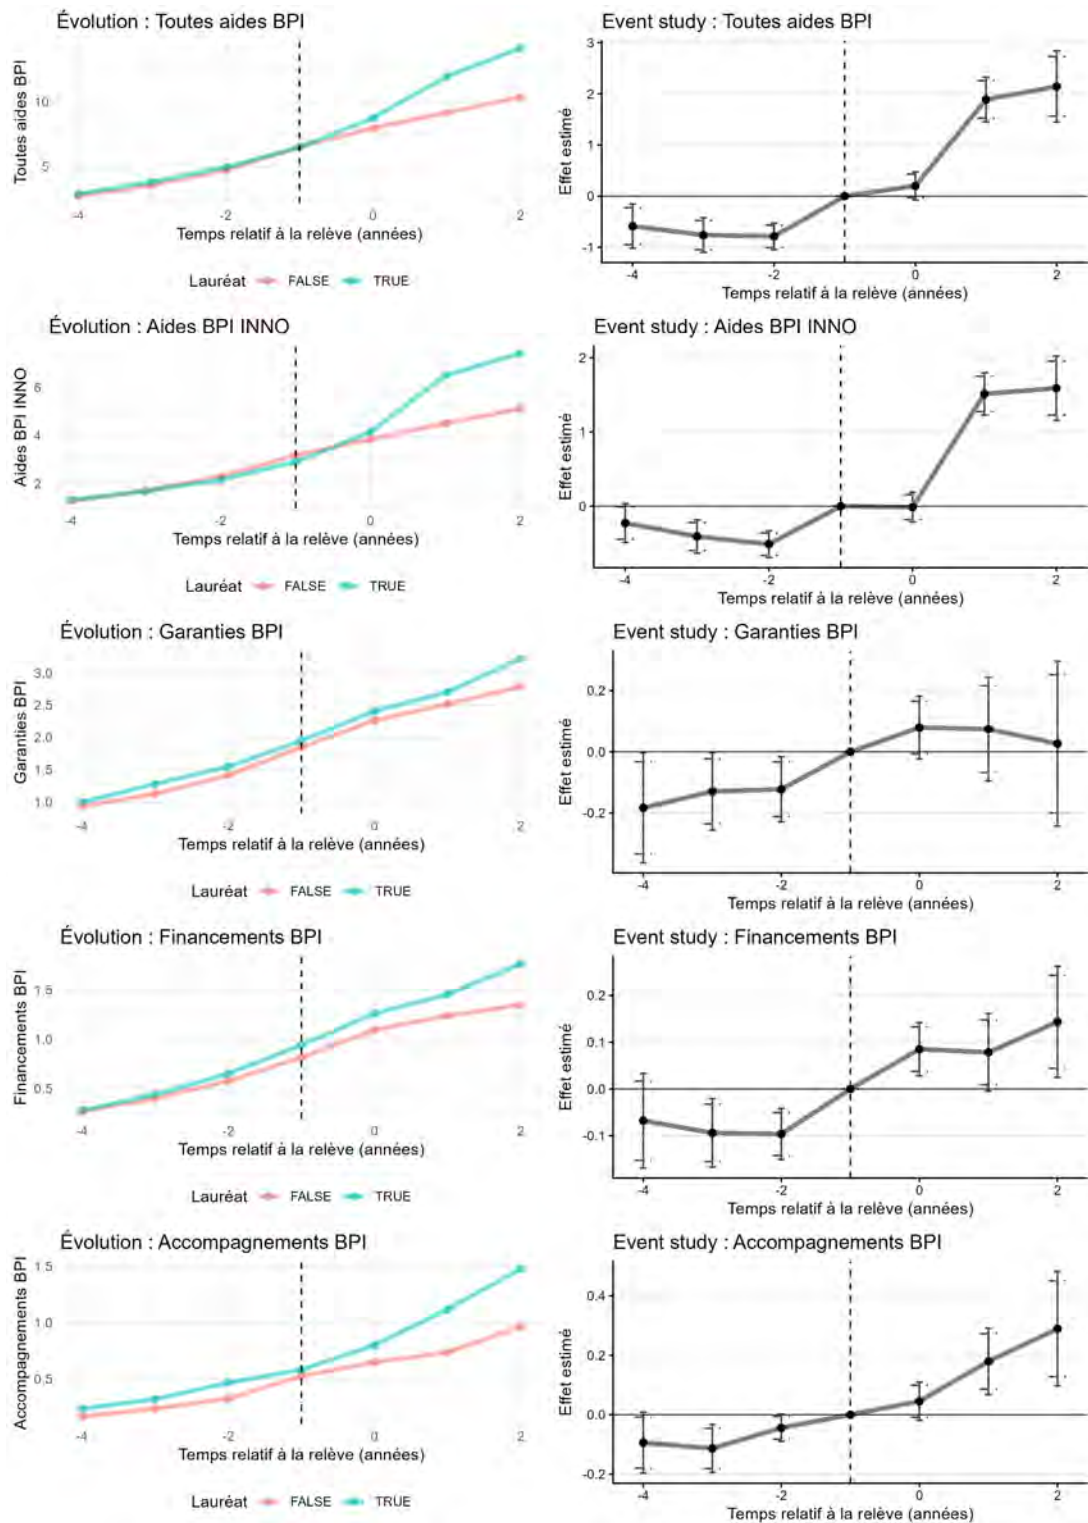 Évolution : Toutes aides BPI
Toutes aides BPI
10
5
-4
-2
0
2
Temps relatif à la relève (années)
Lauréat FALSE TRUE
Event study : Toutes aides BPI
Effet estimé
3
2
1
0
-1
-4
-2
0
2
Temps relatif à la relève (années)
Évolution : Aides BPI INNO
Aides BPI INNO
6
4
2
-4
-2
0
2
Temps relatif à la relève (années)
Lauréat FALSE TRUE
Event study : Aides BPI INNO
Effet estimé
2
1
0
-4
-2
0
2
Temps relatif à la relève (années)
Évolution : Garanties BPI
Garanties BPI
3.0
2.5
2.0
1.5
1.0
-4
-2
0
2
Temps relatif à la relève (années)
Lauréat FALSE TRUE
Event study : Garanties BPI
Effet estimé
0.2
0.0
-0.2
-4
-2
0
2
Temps relatif à la relève (années)
Évolution : Financements BPI
Financements BPI
1.5
1.0
0.5
-4
-2
0
2
Temps relatif à la relève (années)
Lauréat FALSE TRUE
Event study : Financements BPI
Effet estimé
0.2
0.1
0.0
-0.1
-4
-2
0
2
Temps relatif à la relève (années)
Évolution : Accompagnements BPI
Accompagnements BPI
1.5
1.0
0.5
-4
-2
0
2
Temps relatif à la relève (années)
Lauréat FALSE TRUE
Event study : Accompagnements BPI
Effet estimé
0.4
0.2
0.0
-0.2
-4
-2
0
2
Temps relatif à la relève (années)